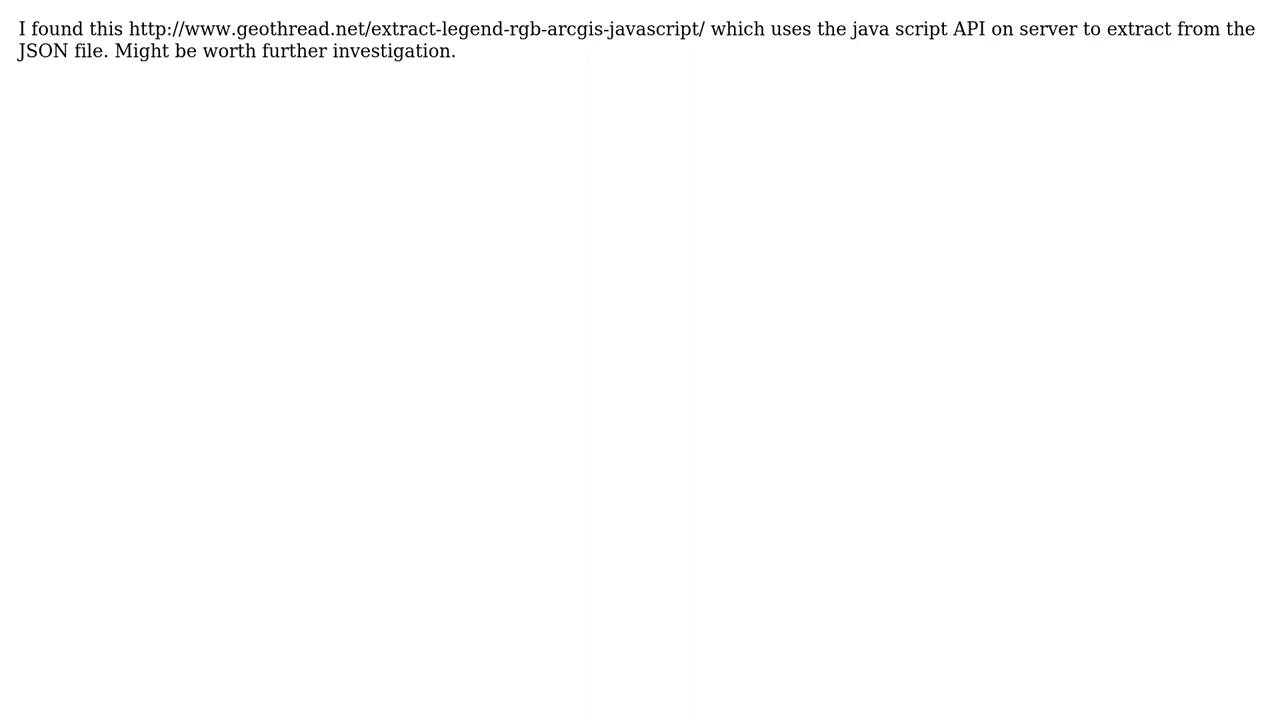 I found this http://www.geothread.net/extract-legend-rgb-arcgis-javascript/ which uses the java script API on server to extract from the
JSON file. Might be worth further investigation.